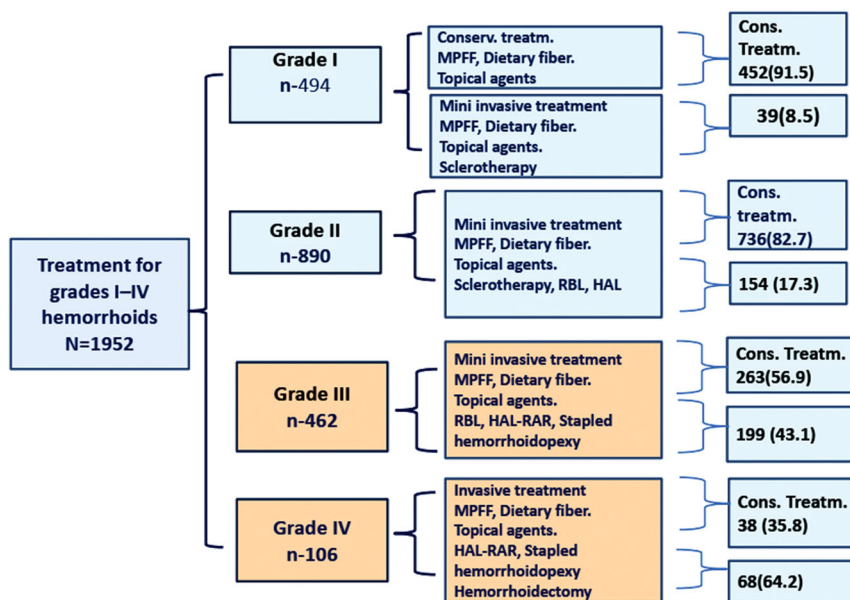 Treatment for
grades I–IV
hemorrhoids
N=1952
Grade I
n-494
Conserv. treatm.
MPFF, Dietary fiber.
Topical agents
Cons.
Treatm.
452(91.5)
Mini invasive treatment
MPFF, Dietary fiber.
Topical agents.
Sclerotherapy
39(8.5)
Grade II
n-890
Mini invasive treatment
MPFF, Dietary fiber.
Topical agents.
Sclerotherapy, RBL, HAL
Cons.
treatm.
736(82.7)
154 (17.3)
Grade III
n-462
Mini invasive treatment
MPFF, Dietary fiber.
Topical agents.
RBL, HAL-RAR, Stapled
hemorrhoidopexy
Cons. Treatm.
263(56.9)
199 (43.1)
Grade IV
n-106
Invasive treatment
MPFF, Dietary fiber.
Topical agents.
HAL-RAR, Stapled
hemorrhoidopexy
Hemorrhoidectomy
Cons. Treatm.
38 (35.8)
68(64.2)